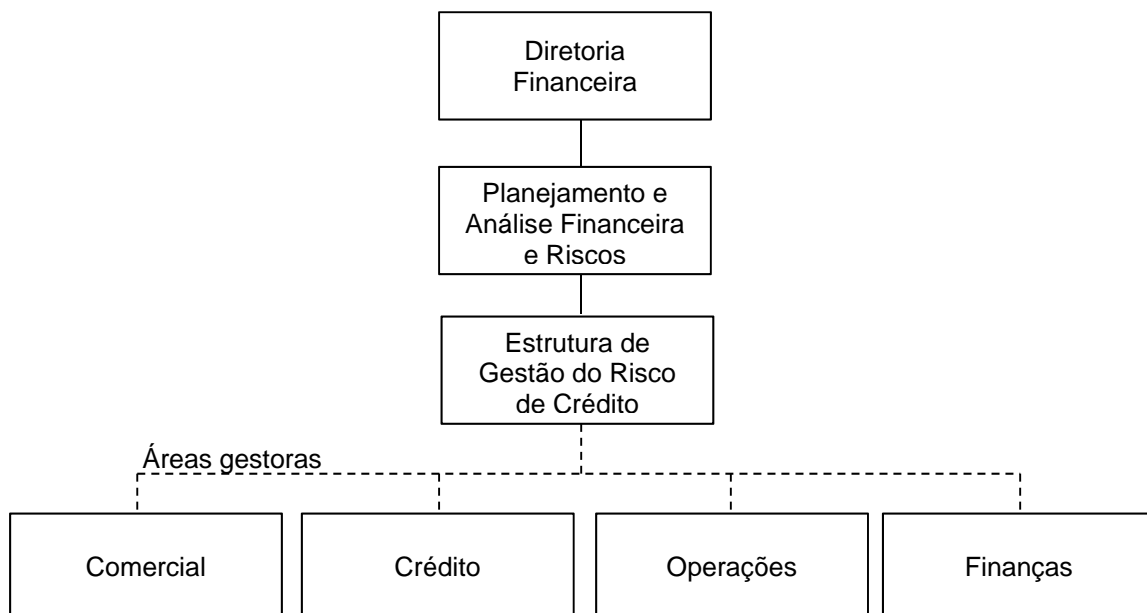 Diretoria
Financeira
Planejamento e
Análise Financeira
e Riscos
Estrutura de
Gestão do Risco
de Crédito
Áreas gestoras
Comercial
Crédito
Operações
Finanças